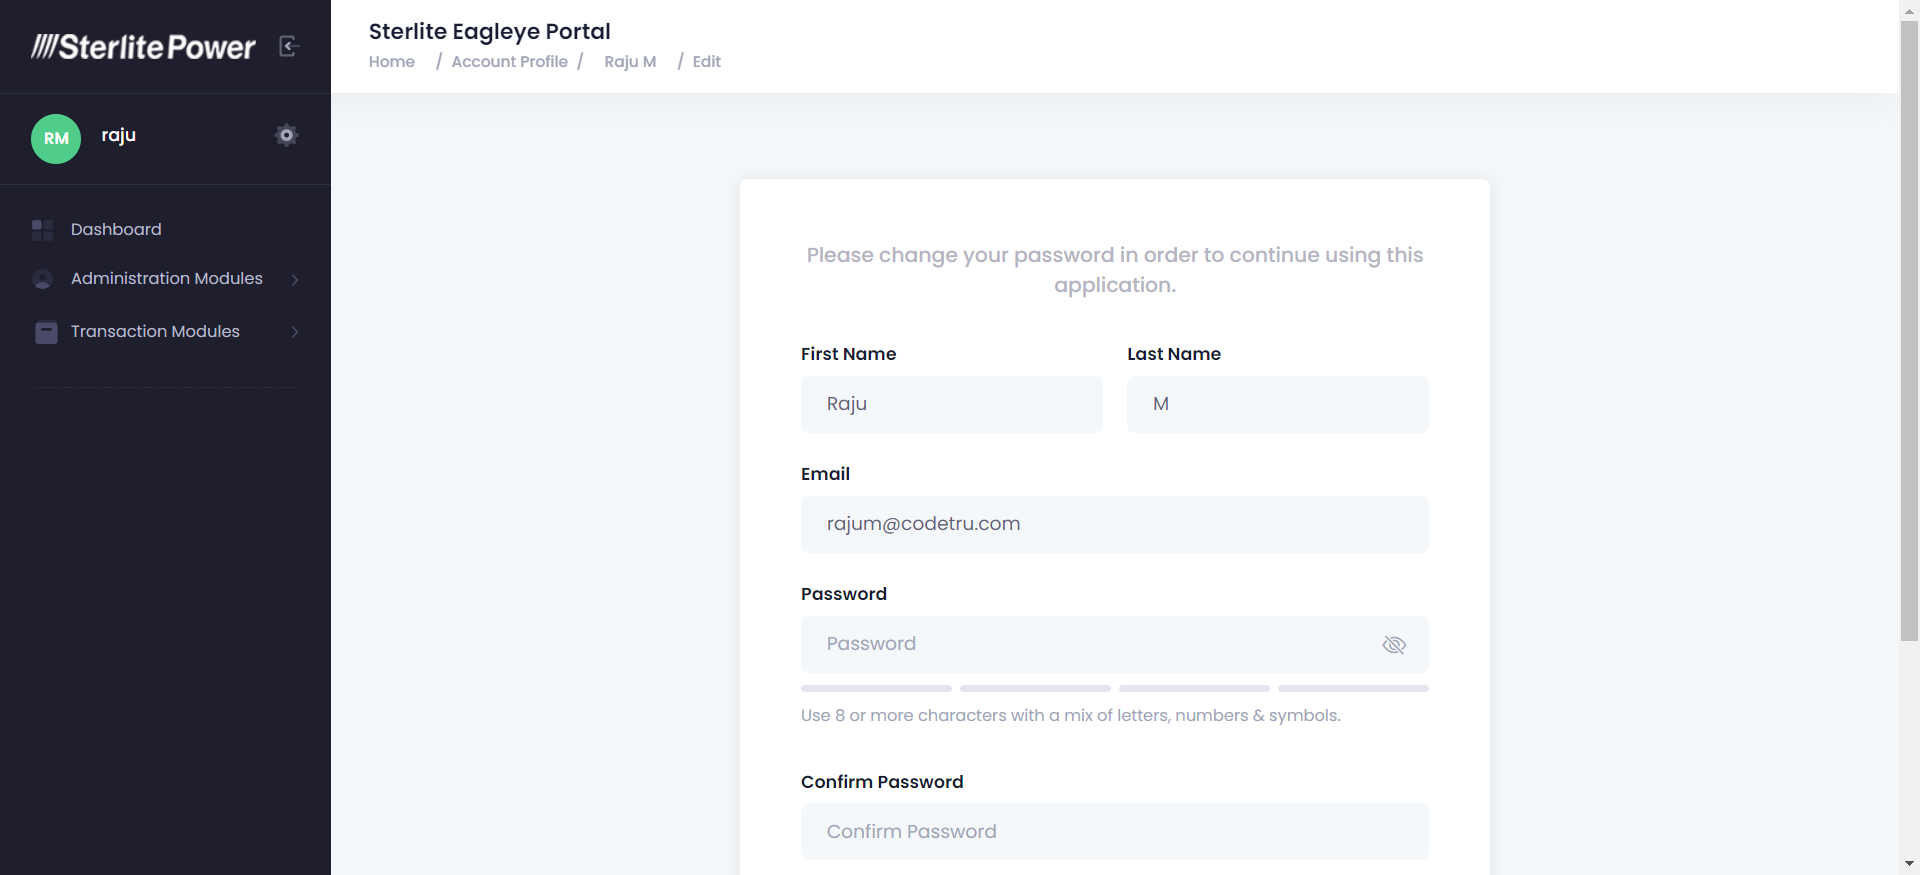 Sterlite Power
RM
raju
Dashboard
Administration Modules
Transaction Modules
Sterlite Eagleye Portal
Home / Account Profile / Raju M / Edit
Please change your password in order to continue using this
application.
First Name
Last Name
Raju
M
Email
rajum@codetru.com
Password
Password
Use 8 or more characters with a mix of letters, numbers & symbols.
Confirm Password
Confirm Password